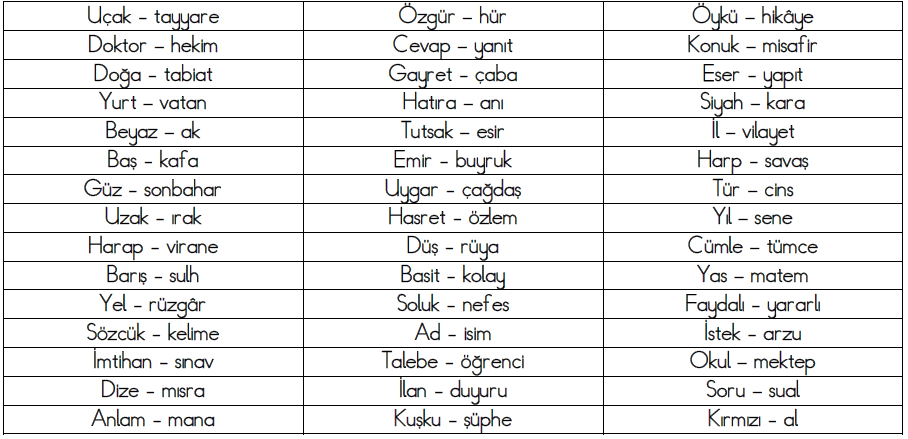 Uçak – tayyare Özgür – hür Öykü – hikâye
Doktor – hekim Cevap – yanıt Konuk – misafir
Doğa – tabiat Gayret – çaba Eser – yapıt
Yurt – vatan Hatıra – anı Siyah – kara
Beyaz – ak Tutsak – esir İl – vilayet
Baş – kafa Emir – buyruk Harp – savaş
Güz – sonbahar Uygar – çağdaş Tür – cins
Uzak – ırak Hasret – özlem Yıl – sene
Harap – virane Düş – rüya Cümle – tümce
Barış – sulh Basit – kolay Yas – matem
Yel – rüzgâr Soluk – nefes Faydalı – yararlı
Sözcük – kelime Ad – isim İstek – arzu
İmtihan – sınav Talebe – öğrenci Okul – mektep
Dize – mısra İlan – duyuru Soru – sual
Anlam – mana Kuşku – şüphe Kırmızı – al